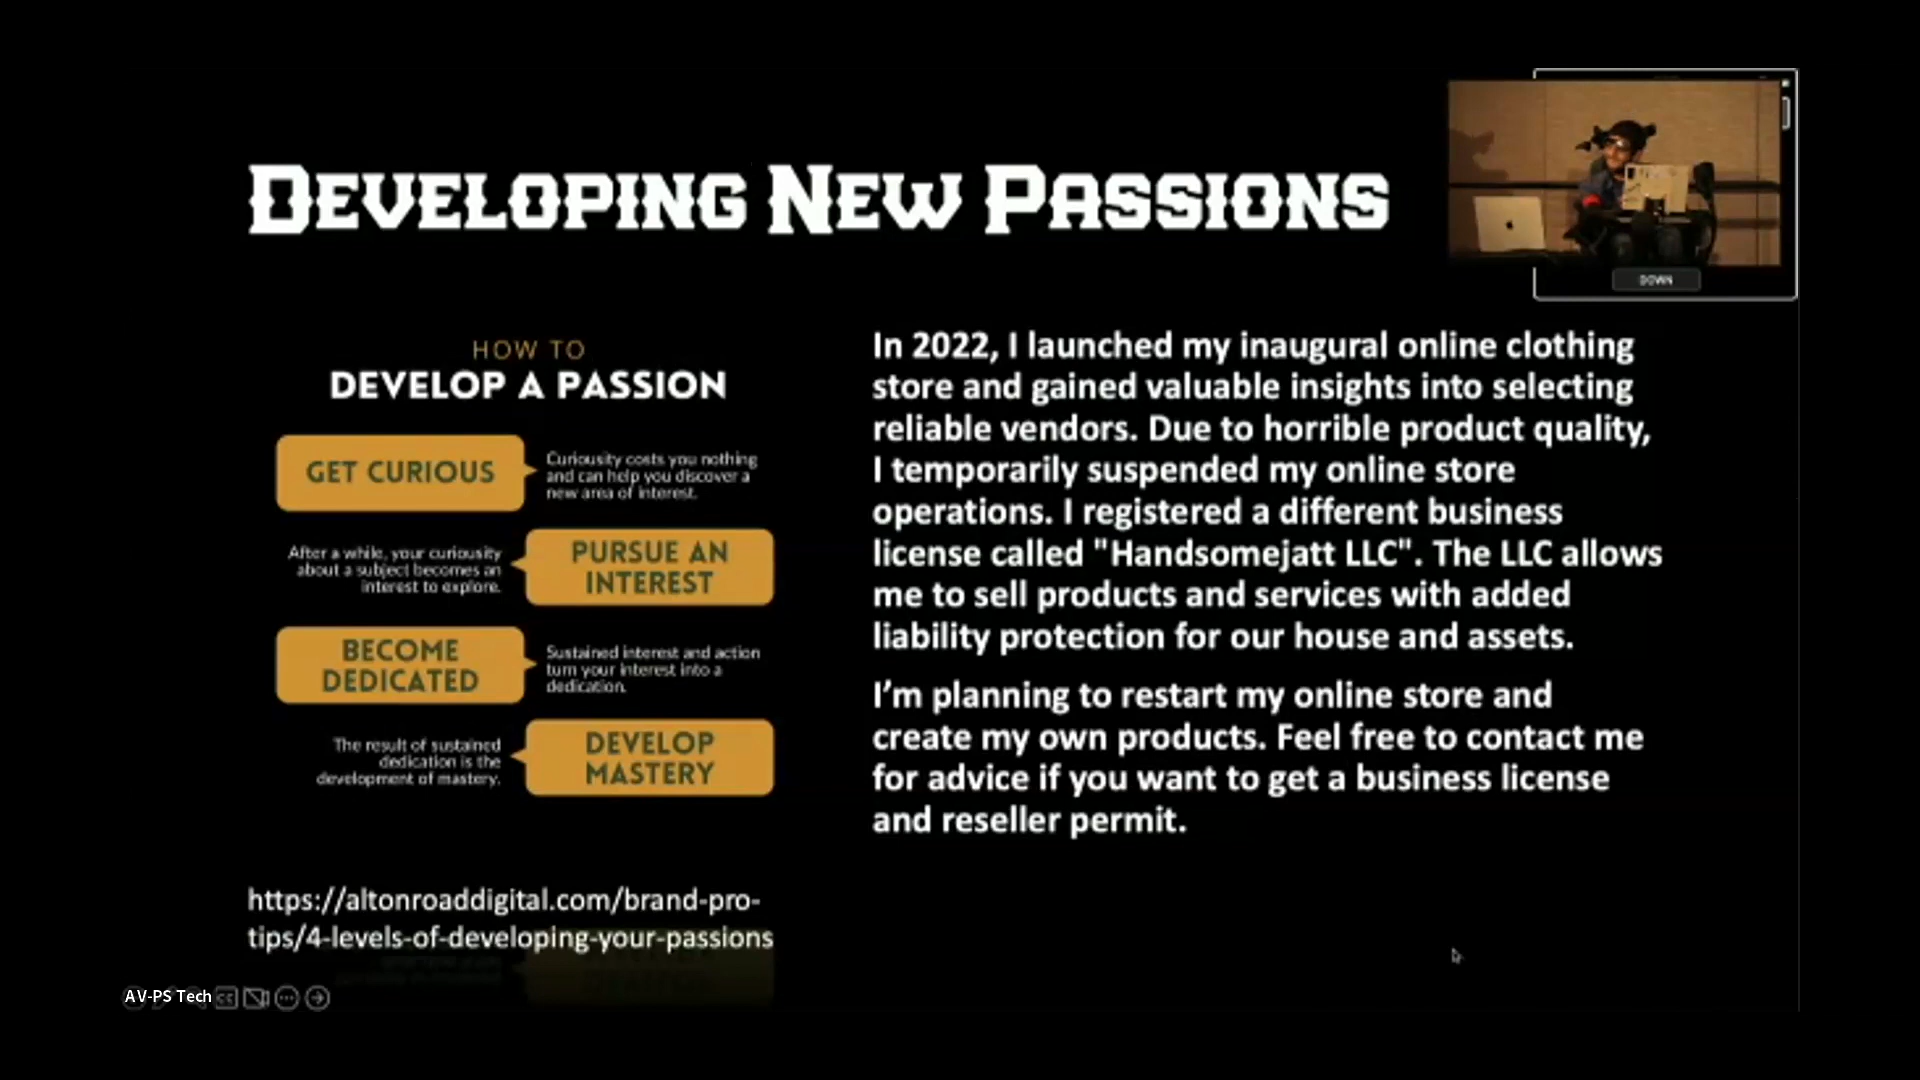 DEVELOPING NEW PASSIONS
DOWN
HOW TO
DEVELOP A PASSION
GET CURIOUS
Curiousity costs you nothing
and can help you discover a
new area of interest.
PURSUE AN
INTEREST
After a while, your curiousity
about a subject becomes an
interest to explore.
BECOME
DEDICATED
Sustained interest and action
turn your interest into a
dedication.
DEVELOP
MASTERY
The result of sustained
dedication is the
development of mastery.
https://altonroaddigital.com/brand-pro-
tips/4-levels-of-developing-your-passions
In 2022, I launched my inaugural online clothing
store and gained valuable insights into selecting
reliable vendors. Due to horrible product quality,
I temporarily suspended my online store
operations. I registered a different business
license called "Handsomejatt LLC". The LLC allows
me to sell products and services with added
liability protection for our house and assets.
I’m planning to restart my online store and
create my own products. Feel free to contact me
for advice if you want to get a business license
and reseller permit.
AV-PS Tech